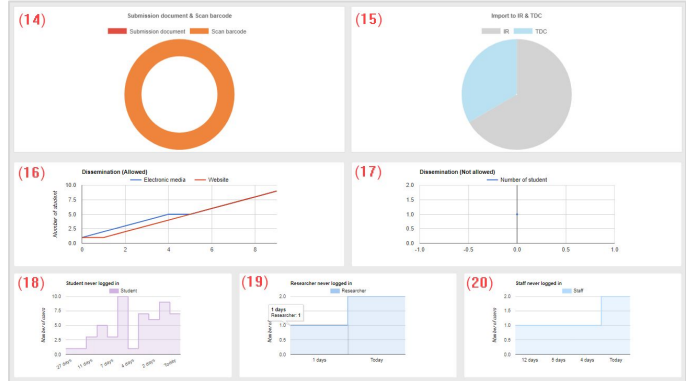 (14)
Submission document & Scan barcode
Submission document Scan barcode
(15)
Import to IR & TDC
IR TDC
(16)
Dissemination (Allowed)
Electronic media Website
Number of student
10.0
7.5
5.0
2.5
0.0
0 2 4 6 8
(17)
Dissemination (Not allowed)
Number of student
2.0
1.5
1.0
0.5
0.0
-1.0 -0.5 0.0 0.5 1.0
(18)
Student never logged in
Student
Number of users
10.0
7.5
5.0
2.5
0.0
27 days 11 days 7 days 4 days 2 days Today
(19)
Researcher never logged in
Researcher
1 days
Researcher: 1
Number of users
2.0
1.0
0.5
0.0
1 days Today
(20)
Staff never logged in
Staff
Number of users
2.0
1.5
1.0
0.5
0.0
12 days 5 days 4 days Today